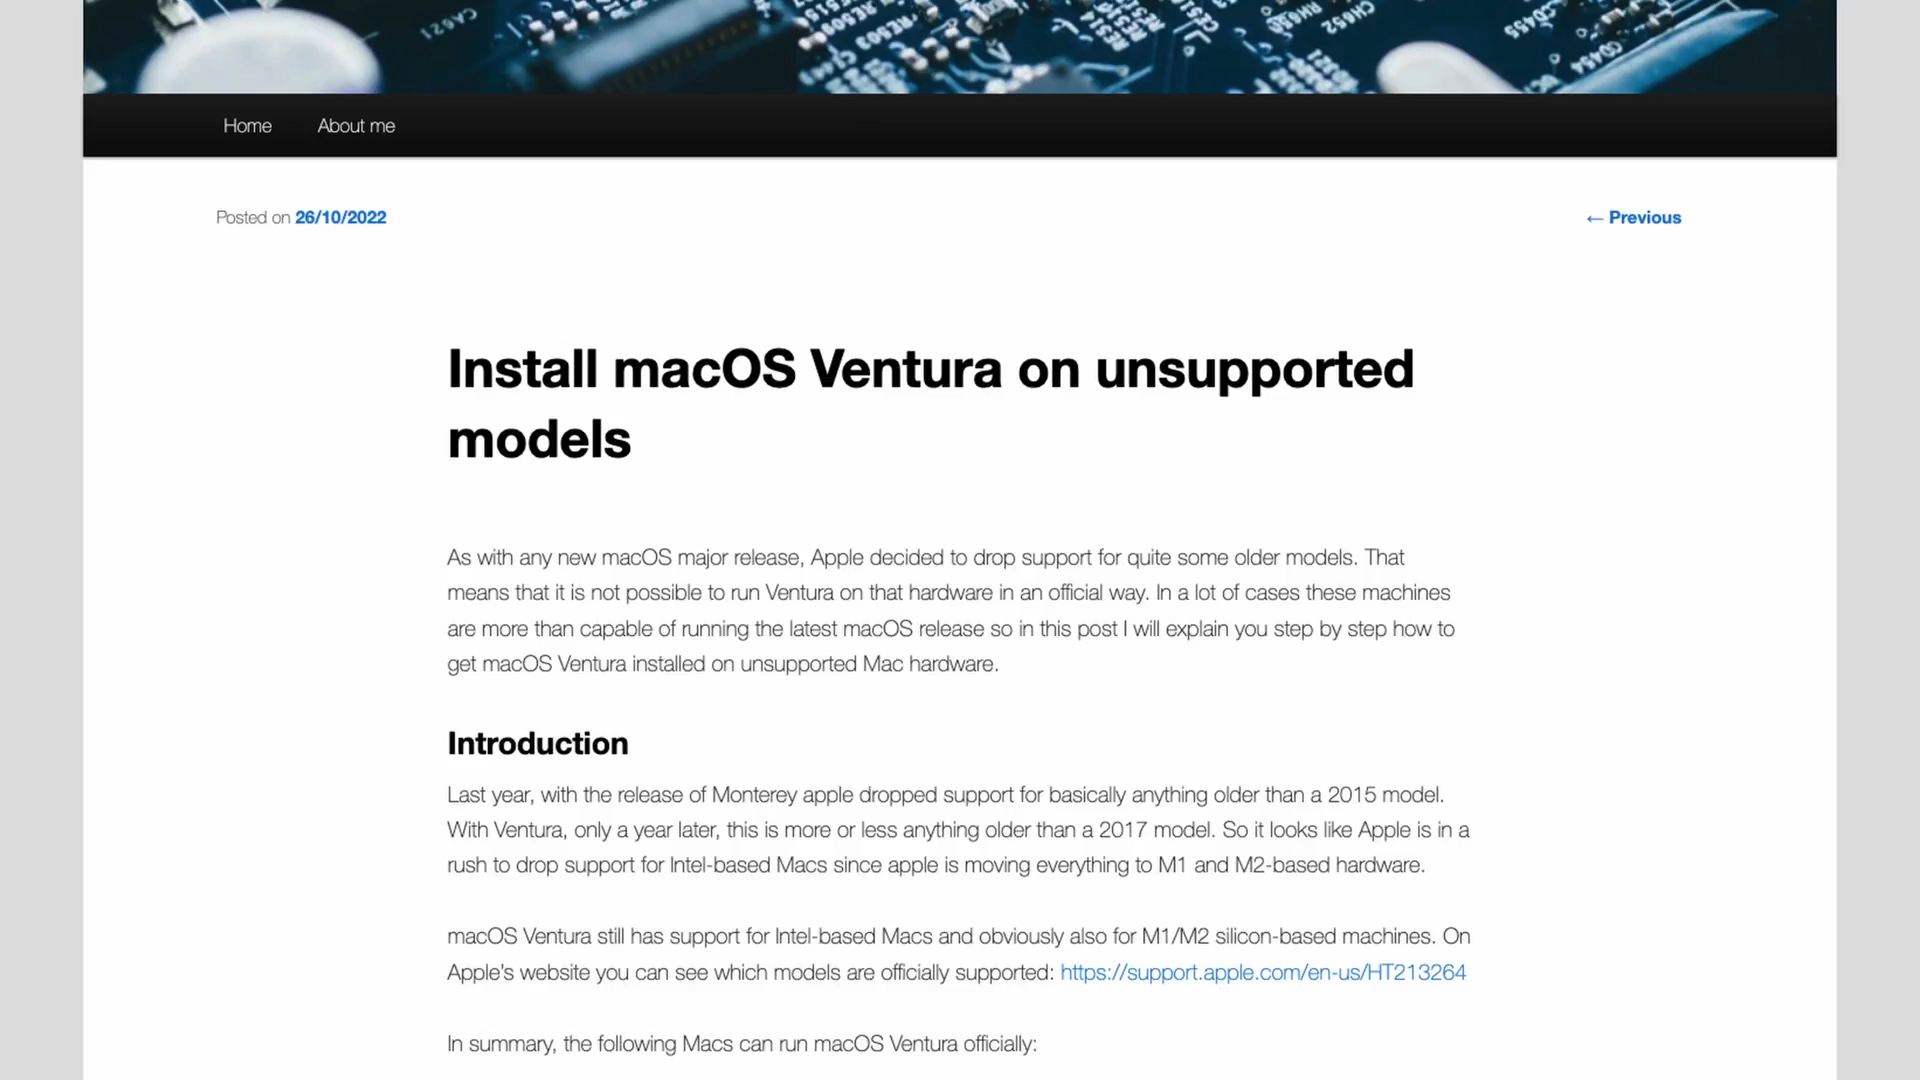 CA621
RE515
RE503
RH630
CH652
CD455
CD454
Home About me
Posted on 26/10/2022 ← Previous
Install macOS Ventura on unsupported
models
As with any new macOS major release, Apple decided to drop support for quite some older models. That
means that it is not possible to run Ventura on that hardware in an official way. In a lot of cases these machines
are more than capable of running the latest macOS release so in this post I will explain you step by step how to
get macOS Ventura installed on unsupported Mac hardware.
Introduction
Last year, with the release of Monterey apple dropped support for basically anything older than a 2015 model.
With Ventura, only a year later, this is more or less anything older than a 2017 model. So it looks like Apple is in a
rush to drop support for Intel-based Macs since apple is moving everything to M1 and M2-based hardware.
macOS Ventura still has support for Intel-based Macs and obviously also for M1/M2 silicon-based machines. On
Apple's website you can see which models are officially supported: https://support.apple.com/en-us/HT213264
In summary, the following Macs can run macOS Ventura officially: